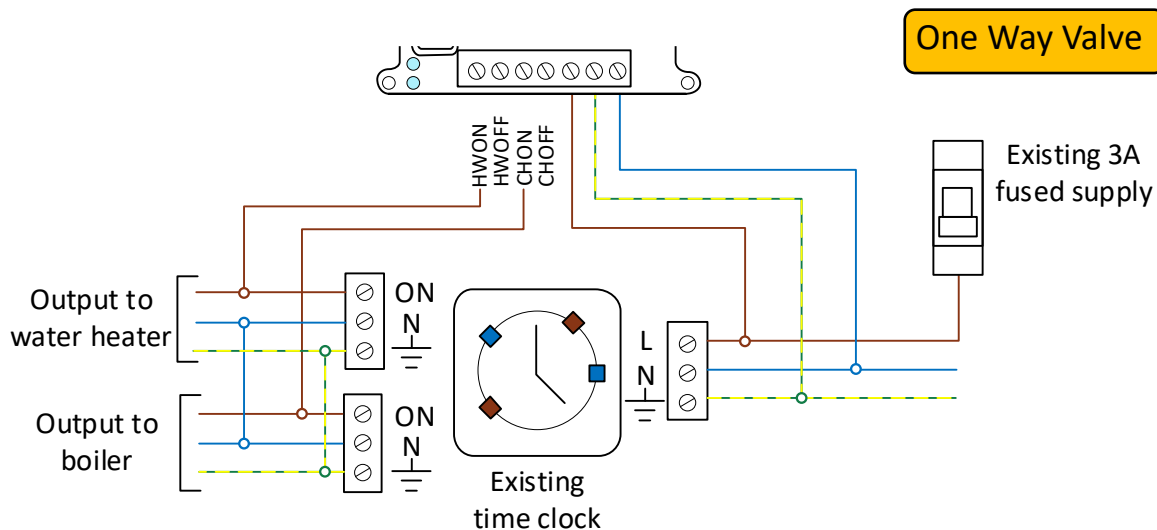 One Way Valve
HWON
HWOFF
CHON
CHOFF
Existing 3A
fused supply
Output to
water heater
ON
N
L
N
Output to
boiler
ON
N
Existing
time clock